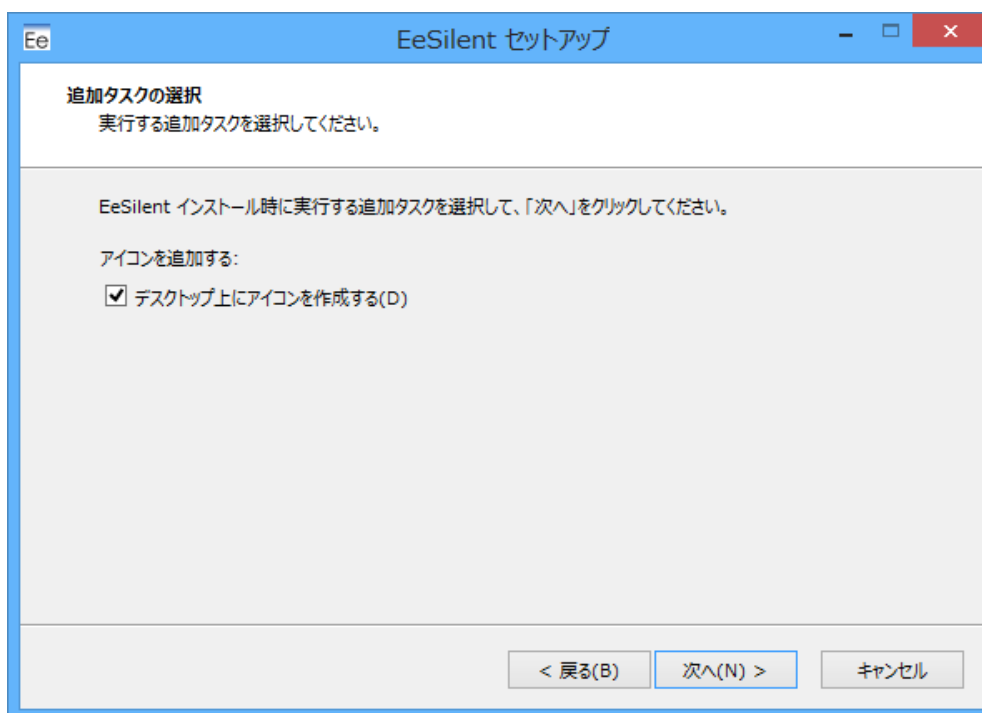 Ee
EeSilent セットアップ
追加タスクの選択
実行する追加タスクを選択してください。
EeSilent インストール時に実行する追加タスクを選択して、「次へ」をクリックしてください。
アイコンを追加する:
デスクトップ上にアイコンを作成する(D)
< 戻る(B)
次へ(N) >
キャンセル